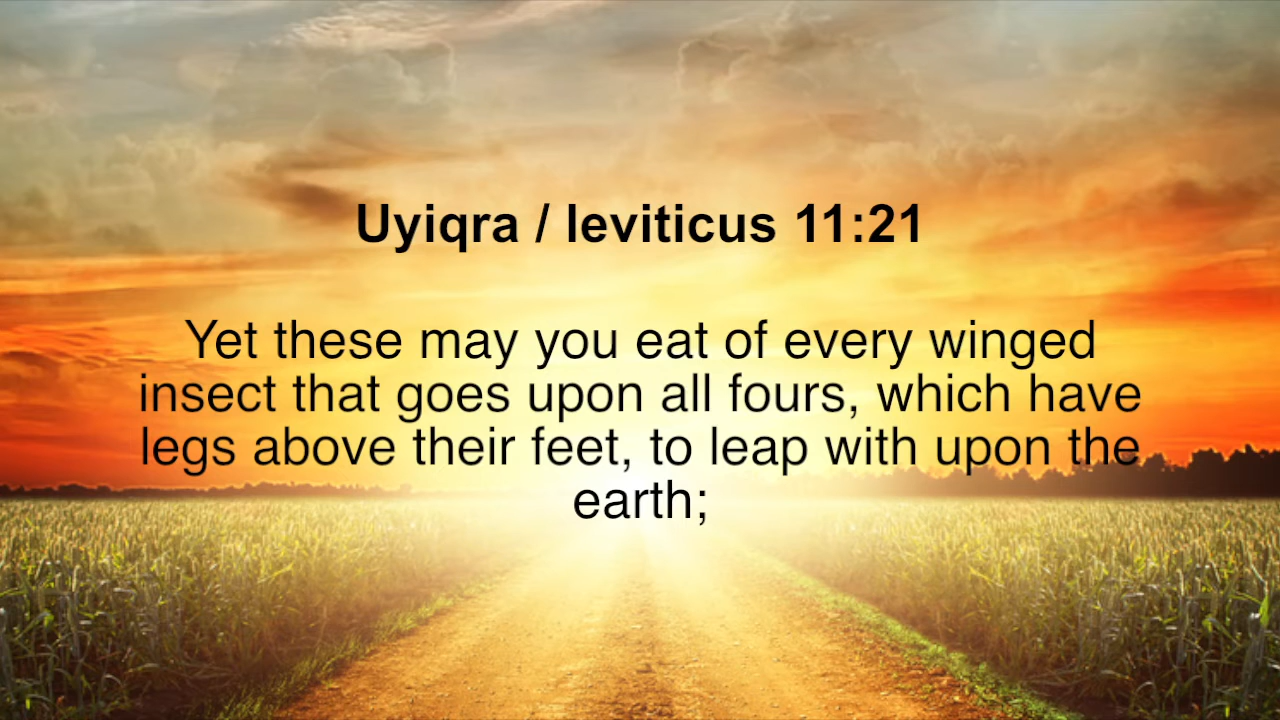 Uyiqra / leviticus 11:21
Yet these may you eat of every winged
insect that goes upon all fours, which have
legs above their feet, to leap with upon the
earth;